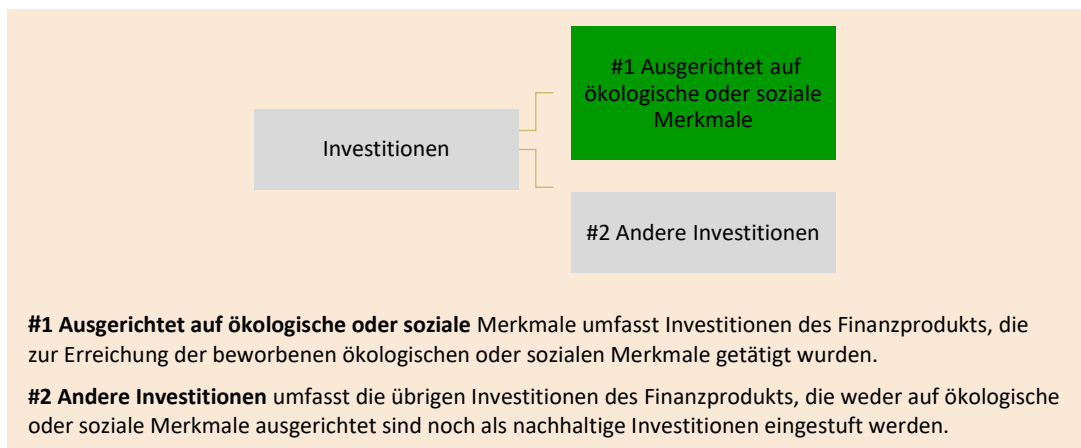 #1 Ausgerichtet auf
ökologische oder soziale
Merkmale
Investitionen
#2 Andere Investitionen
#1 Ausgerichtet auf ökologische oder soziale Merkmale umfasst Investitionen des Finanzprodukts, die
zur Erreichung der beworbenen ökologischen oder sozialen Merkmale getätigt wurden.
#2 Andere Investitionen umfasst die übrigen Investitionen des Finanzprodukts, die weder auf ökologische
oder soziale Merkmale ausgerichtet sind noch als nachhaltige Investitionen eingestuft werden.